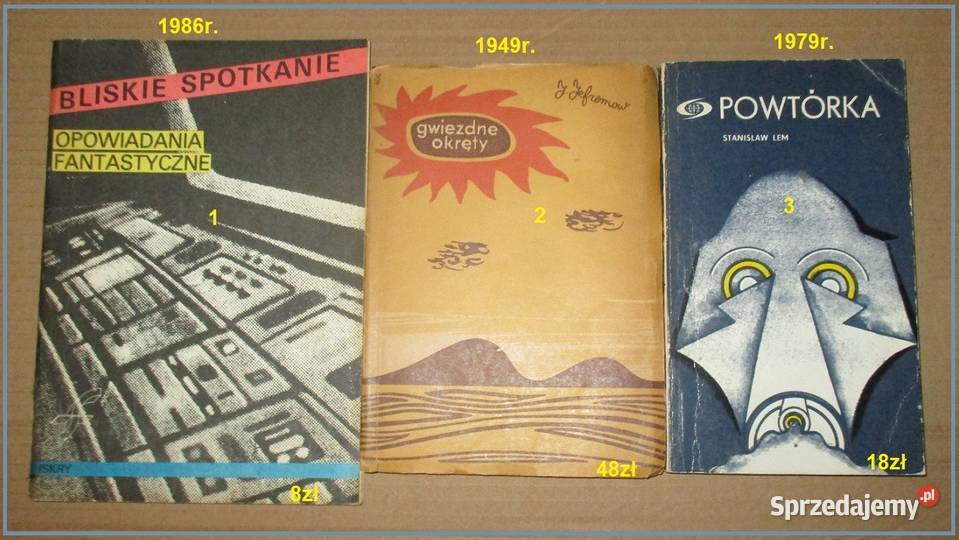 1986r.
1949r.
1979r.
BLISKIE SPOTKANIE
OPOWIADANIA
FANTASTYCZNE
1
ISKRY
8zł
J. Jefremow
gwiezdne
okręty
2
48zł
POWTÓRKA
STANISŁAW LEM
3
18zł
Sprzedajemy.pl